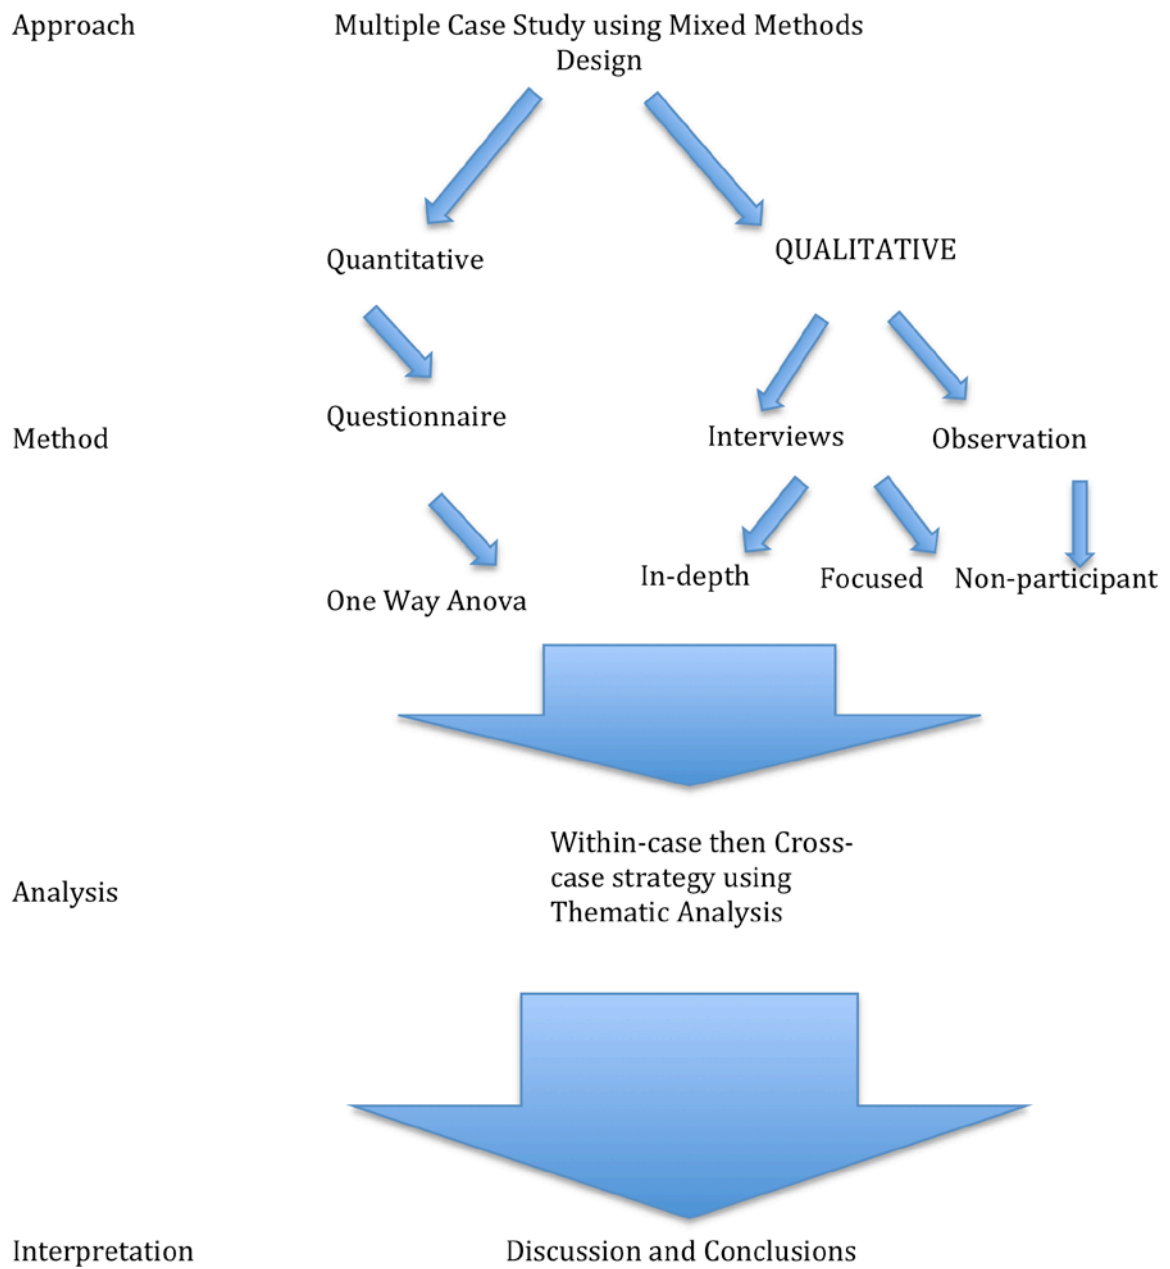 Approach
Multiple Case Study using Mixed Methods
Design
Quantitative
QUALITATIVE
Questionnaire
Method
Interviews
Observation
In-depth
Focused
Non-participant
One Way Anova
Within-case then Cross-
case strategy using
Thematic Analysis
Analysis
Interpretation
Discussion and Conclusions